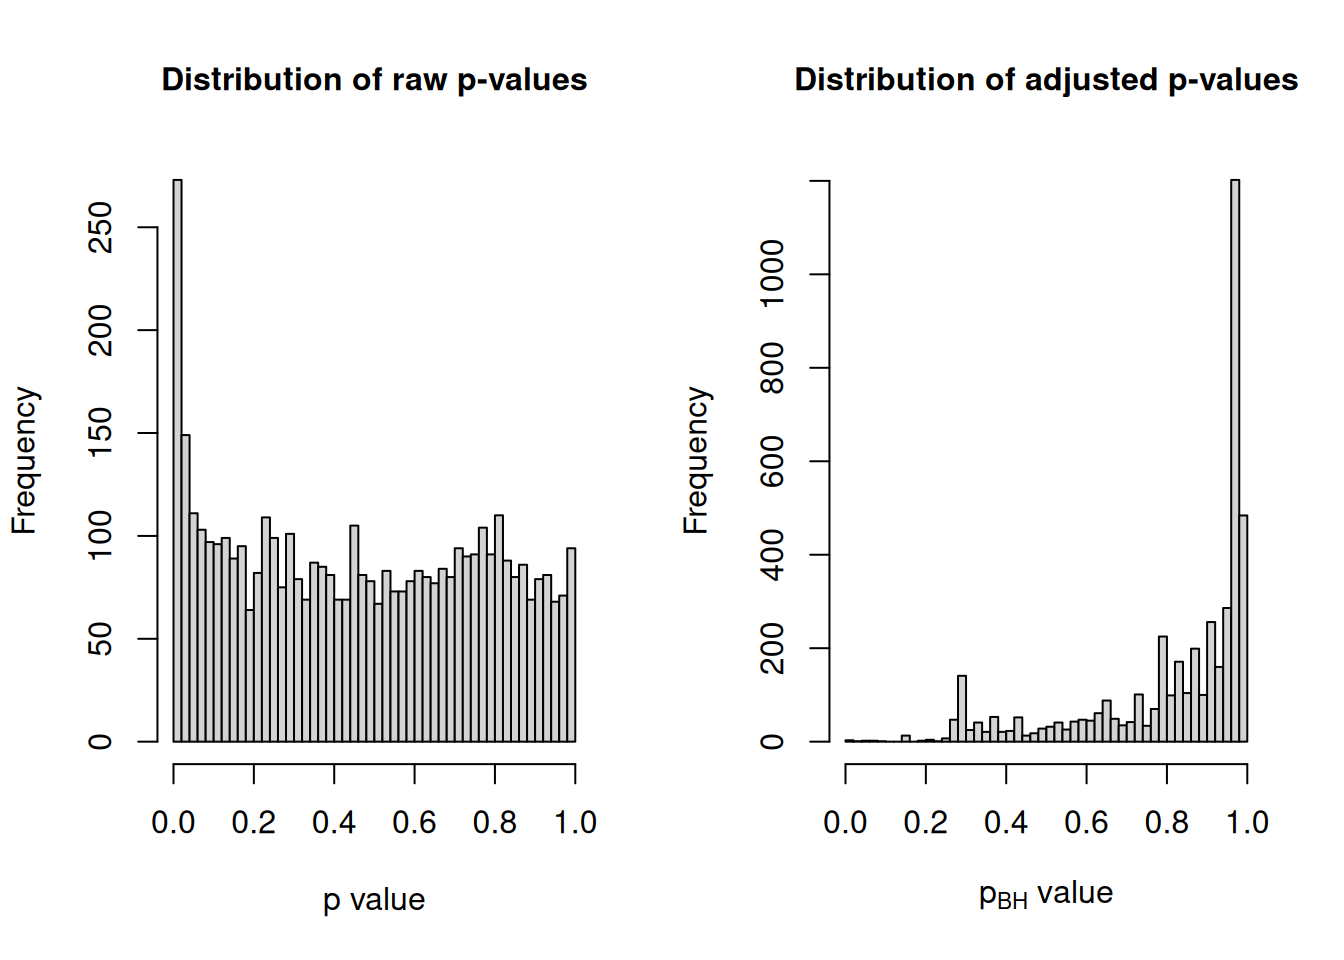 Distribution of raw p-values
Frequency
0 50 100 150 200 250
0.0 0.2 0.4 0.6 0.8 1.0
p value
Distribution of adjusted p-values
Frequency
0 200 400 600 800 1000
0.0 0.2 0.4 0.6 0.8 1.0
pBH value